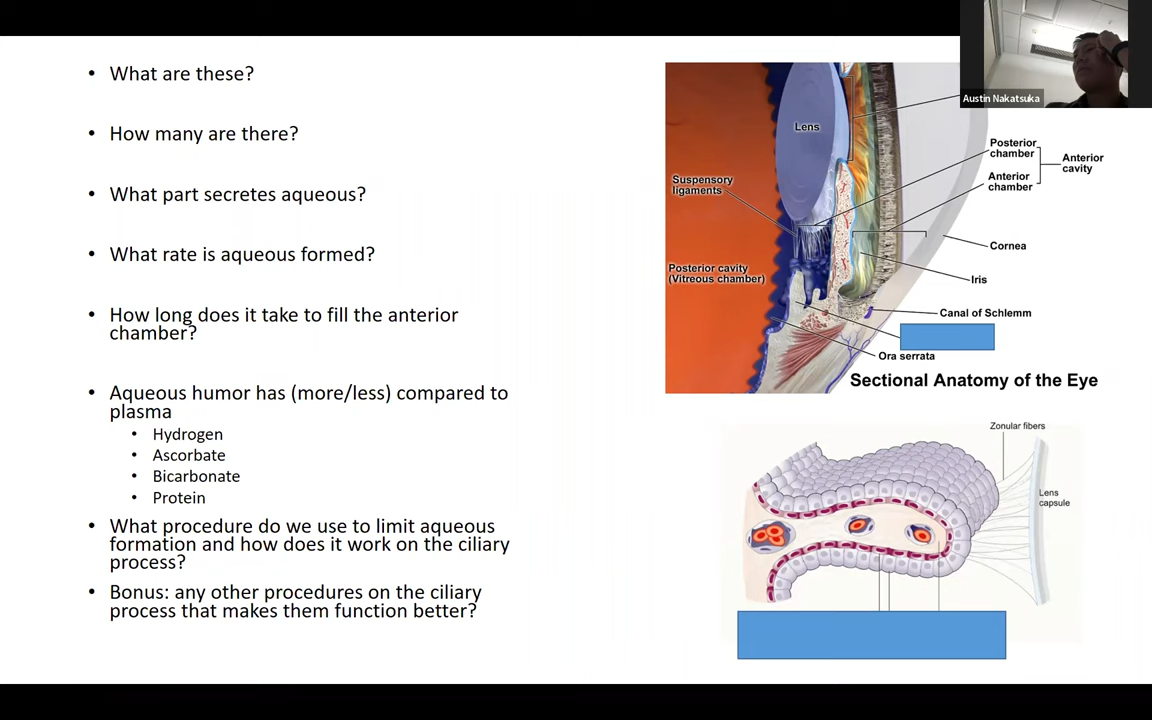 What are these?
How many are there?
What part secretes aqueous?
What rate is aqueous formed?
How long does it take to fill the anterior
chamber?
Aqueous humor has (more/less) compared to
plasma
Hydrogen
Ascorbate
Bicarbonate
Protein
What procedure do we use to limit aqueous
formation and how does it work on the ciliary
process?
Bonus: any other procedures on the ciliary
process that makes them function better?
Austin Nakatsuka
Lens
Posterior
chamber
Anterior
cavity
Anterior
chamber
Suspensory
ligaments
Cornea
Posterior cavity
(Vitreous chamber)
Iris
Canal of Schlemm
Ora serrata
Sectional Anatomy of the Eye
Zonular fibers
Lens
capsule